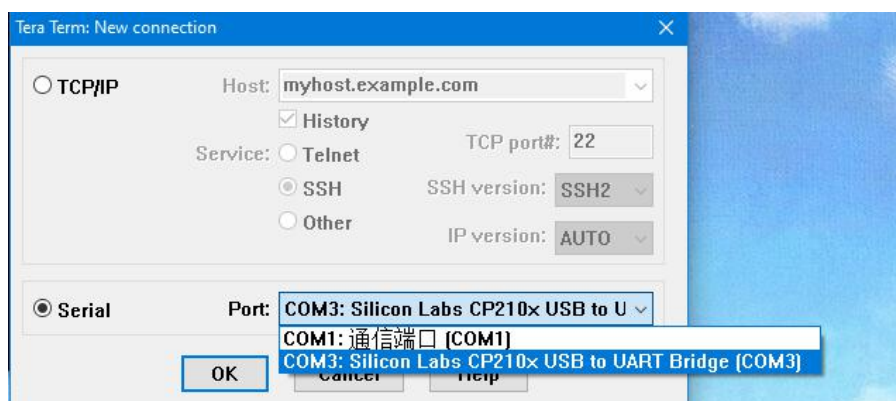 Tera Term: New connection
TCP/IP
Host: myhost.example.com
History
Service: Telnet
TCP port#: 22
SSH
SSH version: SSH2
Other
IP version: AUTO
Serial
Port: COM3: Silicon Labs CP210x USB to U
COM1: 通信端口 (COM1)
COM3: Silicon Labs CP210x USB to UART Bridge (COM3)
OK
Cancel
Help